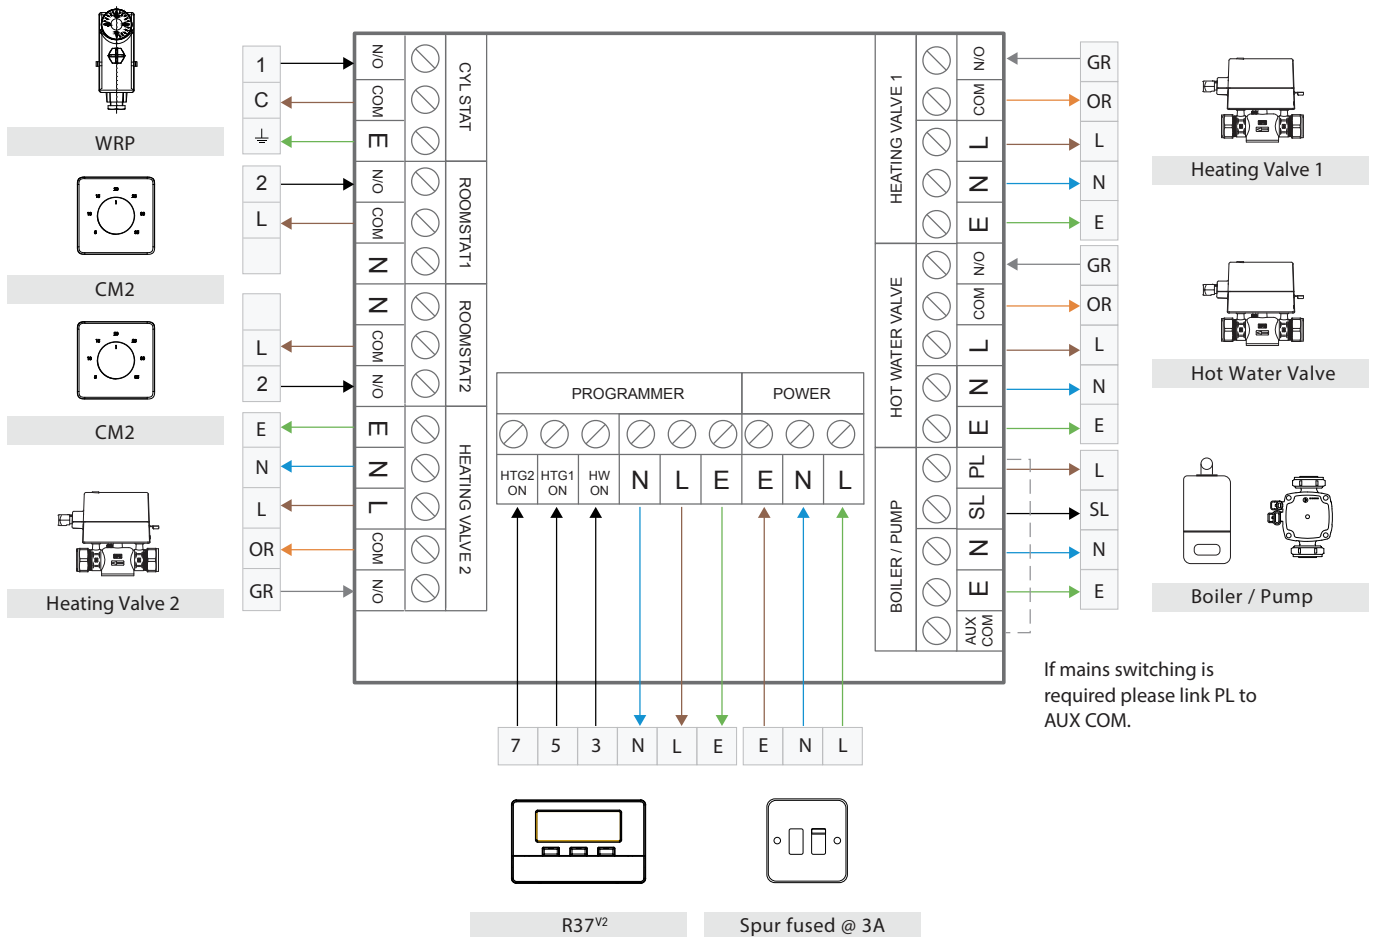 WRP
CM2
CM2
Heating Valve 2
1
C
2
L
L
2
E
N
L
OR
GR
N/O
COM
E
CYL STAT
N/O
COM
N
ROOMSTAT1
N
COM
N/O
ROOMSTAT2
E
N
L
COM
N/O
HEATING VALVE 2
PROGRAMMER
POWER
HTG2 HTG1 HW
ON ON ON
N L E E N L
7 5 3 N L E E N L
R37V2
Spur fused @ 3A
HEATING VALVE 1
N/O
COM
L
N
E
HOT WATER VALVE
N/O
COM
L
N
E
BOILER / PUMP
PL
SL
N
E
AUX
COM
GR
OR
L
N
E
GR
OR
L
N
E
L
SL
N
E
Heating Valve 1
Hot Water Valve
Boiler / Pump
If mains switching is
required please link PL to
AUX COM.